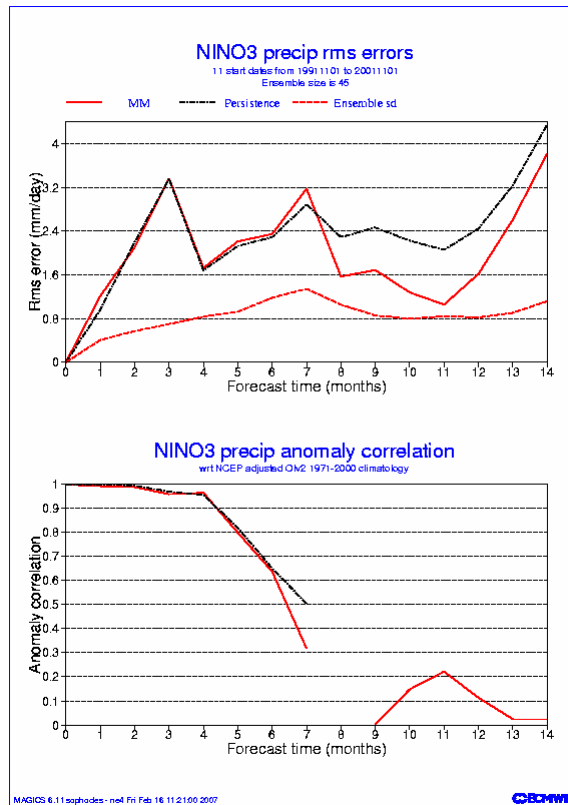 NINO3 precip rms errors
11 start dates from 19911101 to 20011101
Ensemble size is 45
MM Persistence Ensemble sd
4
3.2
2.4
1.6
0.8
0
Rms error (mm/day)
0 1 2 3 4 5 6 7 8 9 10 11 12 13 14
Forecast time (months)
NINO3 precip anomaly correlation
wrt NCEP adjusted OIv2 1971-2000 climatology
1
0.9
0.8
0.7
0.6
0.5
0.4
0.3
0.2
0.1
0
Anomaly correlation
0 1 2 3 4 5 6 7 8 9 10 11 12 13 14
Forecast time (months)
MAGICS 6.11 sophodes - ne4 Fri Feb 16 11:21:00 2007
ECMWF